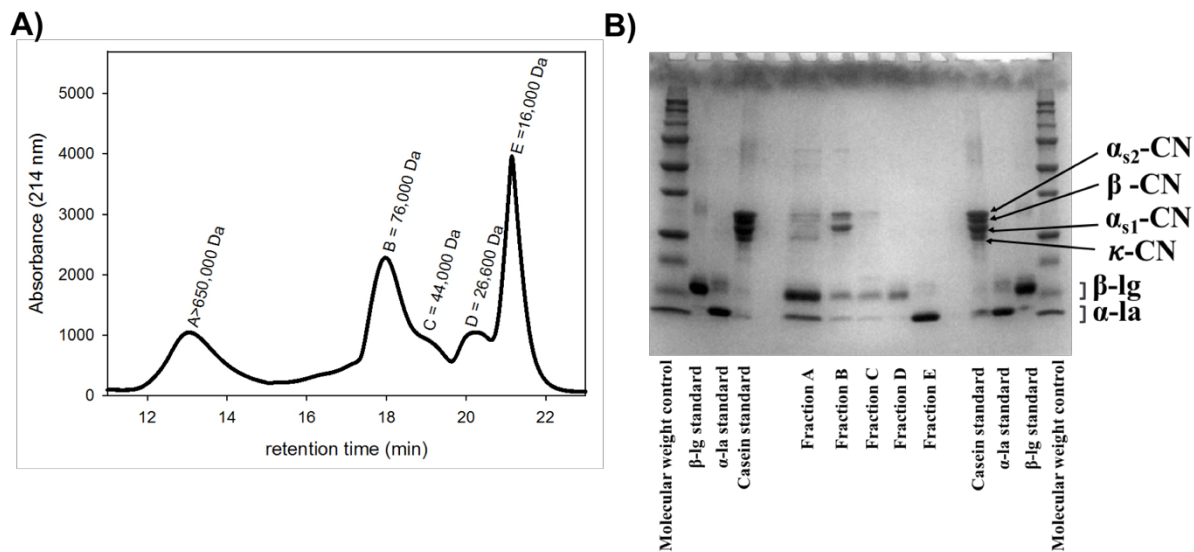 A)
Absorbance (214 nm)
5000
4000
3000
2000
1000
0
A>650,000 Da
B = 76,000 Da
C = 44,000 Da
D = 26,600 Da
E = 16,000 Da
12 14 16 18 20 22
retention time (min)
B)
αs2-CN
β -CN
αs1-CN
κ-CN
β-lg
α-la
Molecular weight control
β-lg standard
α-la standard
Casein standard
Fraction A
Fraction B
Fraction C
Fraction D
Fraction E
Casein standard
α-la standard
β-lg standard
Molecular weight control